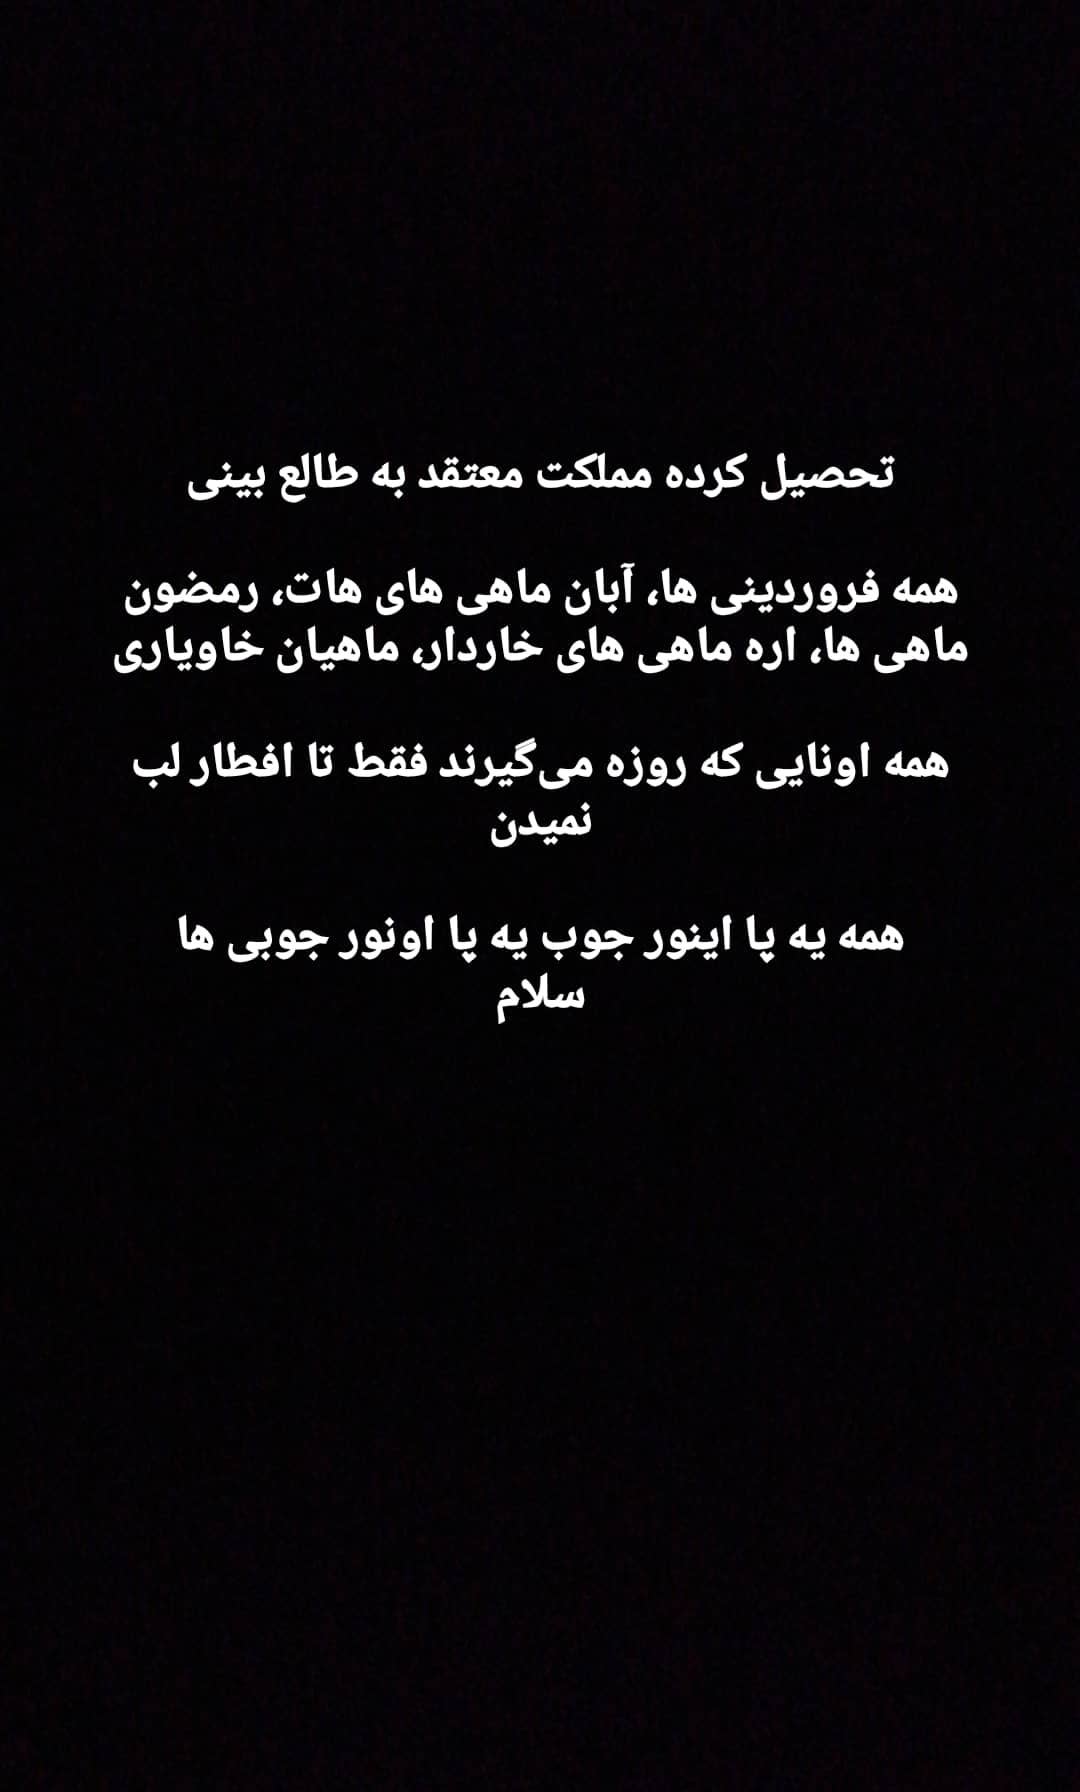 تحصیل کرده مملکت معتقد به طالع بینی
همه فروردینی ها، آبان ماهی های هات، رمضون
ماهی ها، اره ماهی های خاردار، ماهیان خاویاری
همه اونایی که روزه می‌گیرند فقط تا افطار لب
نمیدن
همه یه پا اینور جوب یه پا اونور جوبی ها
سلام